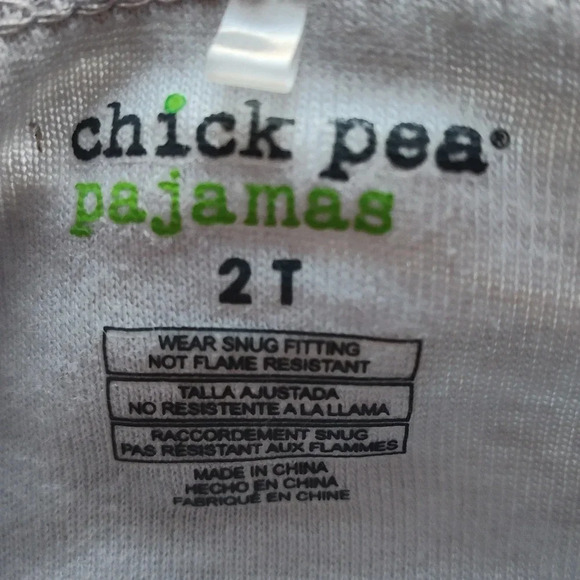 chick pea®
pajamas
2T
WEAR SNUG FITTING
NOT FLAME RESISTANT
TALLA AJUSTADA
NO RESISTENTE A LA LLAMA
RACCORDEMENT SNUG
PAS RÉSISTANT AUX FLAMMES
MADE IN CHINA
HECHO EN CHINA
FABRIQUÉ EN CHINE